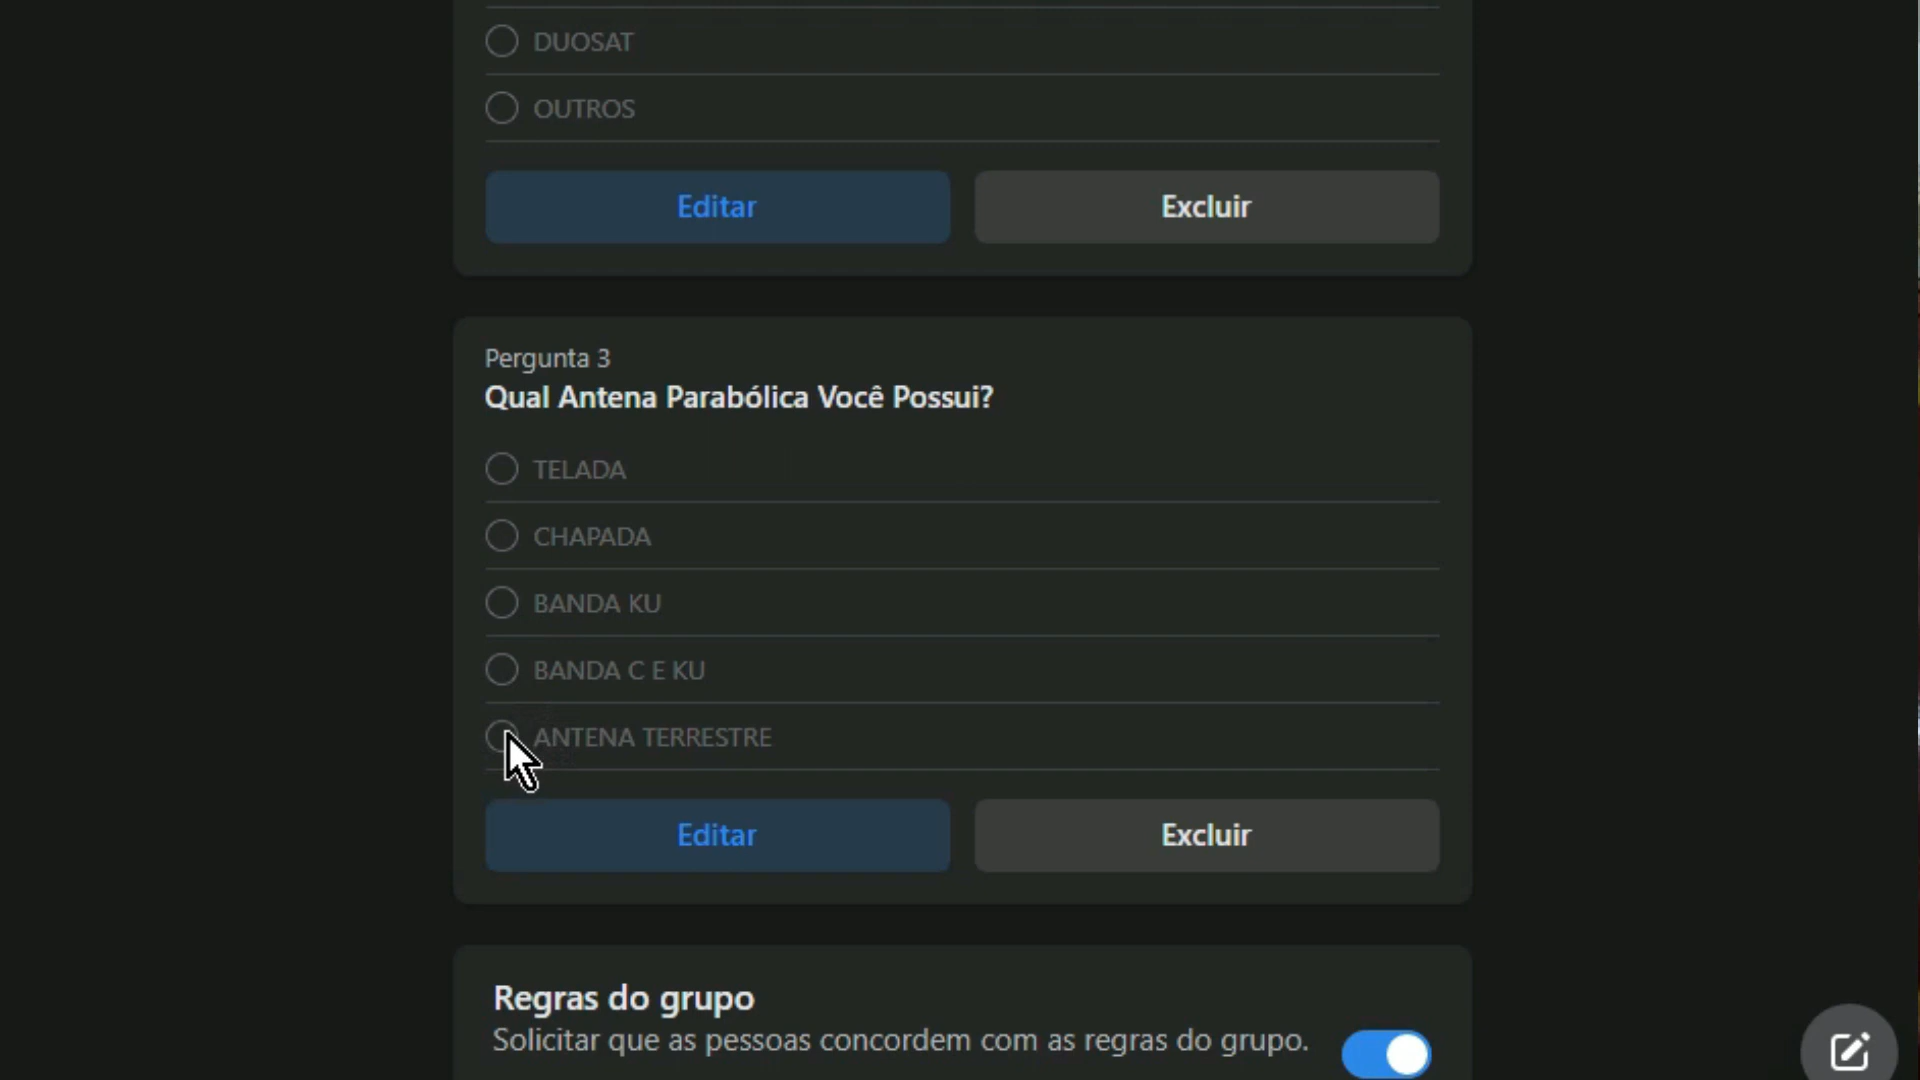 DUOSAT
OUTROS
Editar
Excluir
Pergunta 3
Qual Antena Parabólica Você Possui?
TELADA
CHAPADA
BANDA KU
BANDA C E KU
ANTENA TERRESTRE
Editar
Excluir
Regras do grupo
Solicitar que as pessoas concordem com as regras do grupo.